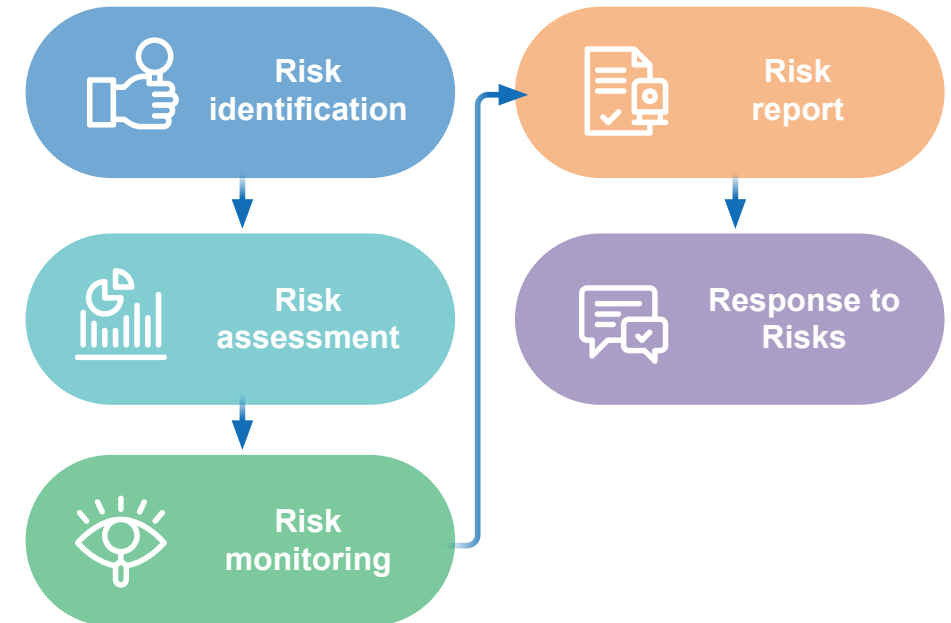 Risk
identification
Risk
assessment
Risk
monitoring
Risk
report
Response to
Risks